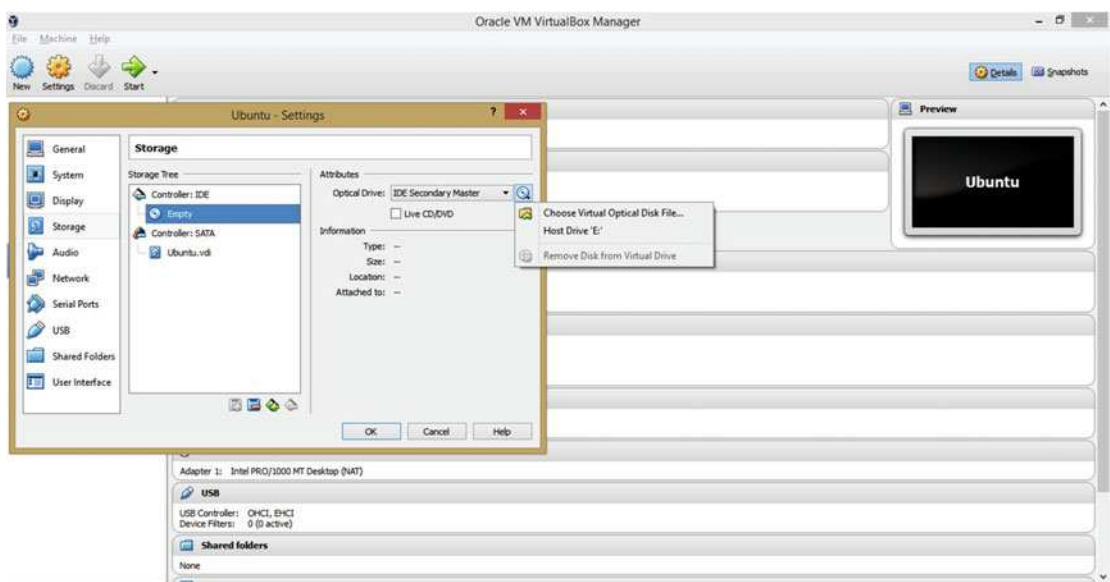 Oracle VM VirtualBox Manager
File Machine Help
New Settings Discard Start
Details Snapshots
Ubuntu - Settings
General
System
Display
Storage
Audio
Network
Serial Ports
USB
Shared Folders
User Interface
Storage
Storage Tree
Controller: IDE
Empty
Controller: SATA
Ubuntu.vdi
Attributes
Optical Drive: IDE Secondary Master
Live CD/DVD
Information
Type: --
Size: --
Location: --
Attached to: --
Choose Virtual Optical Disk File...
Host Drive 'E:'
Remove Disk from Virtual Drive
OK Cancel Help
Preview
Ubuntu
Adapter 1: Intel PRO/1000 MT Desktop (NAT)
USB
USB Controller: OHCI, EHCI
Device Filters: 0 (0 active)
Shared folders
None